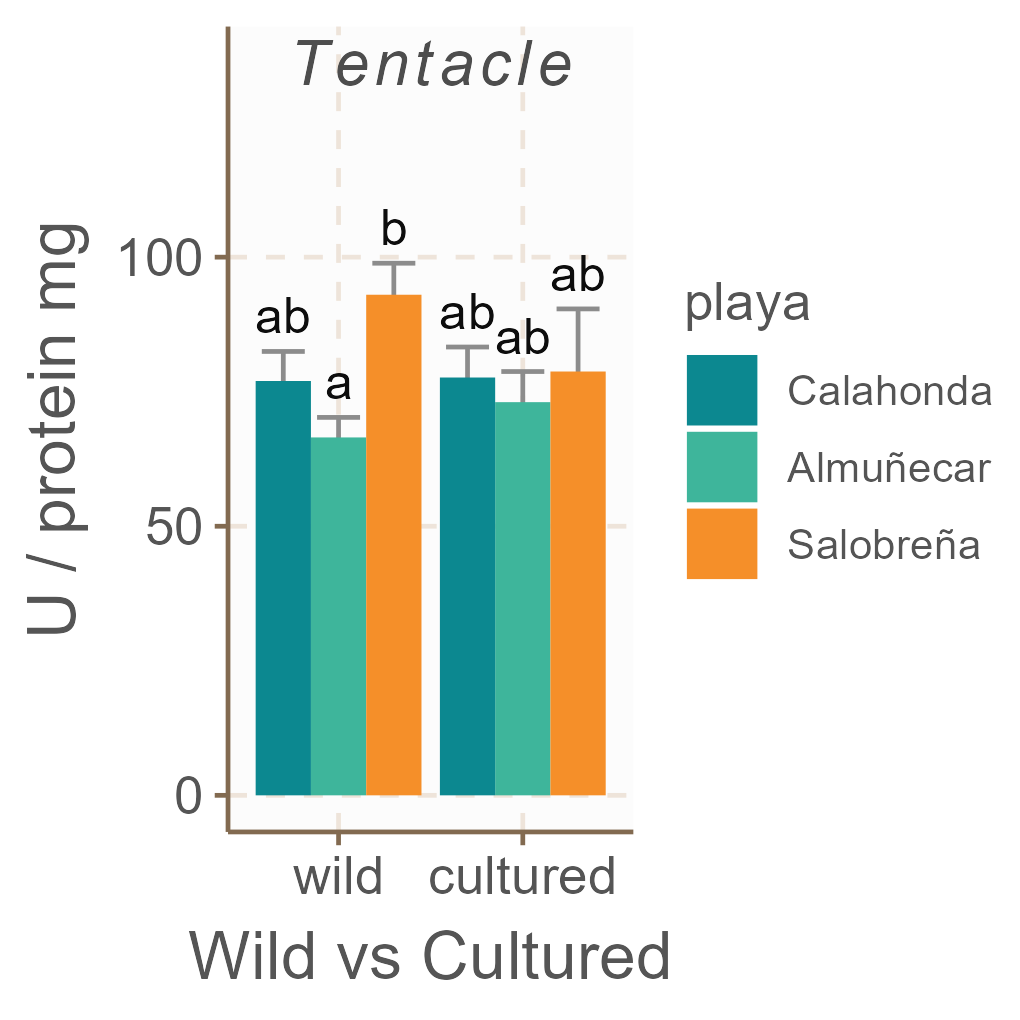 Tentacle
U / protein mg
100
50
0
ab
a
b
ab
ab
ab
wild
cultured
Wild vs Cultured
playa
Calahonda
Almuñecar
Salobreña